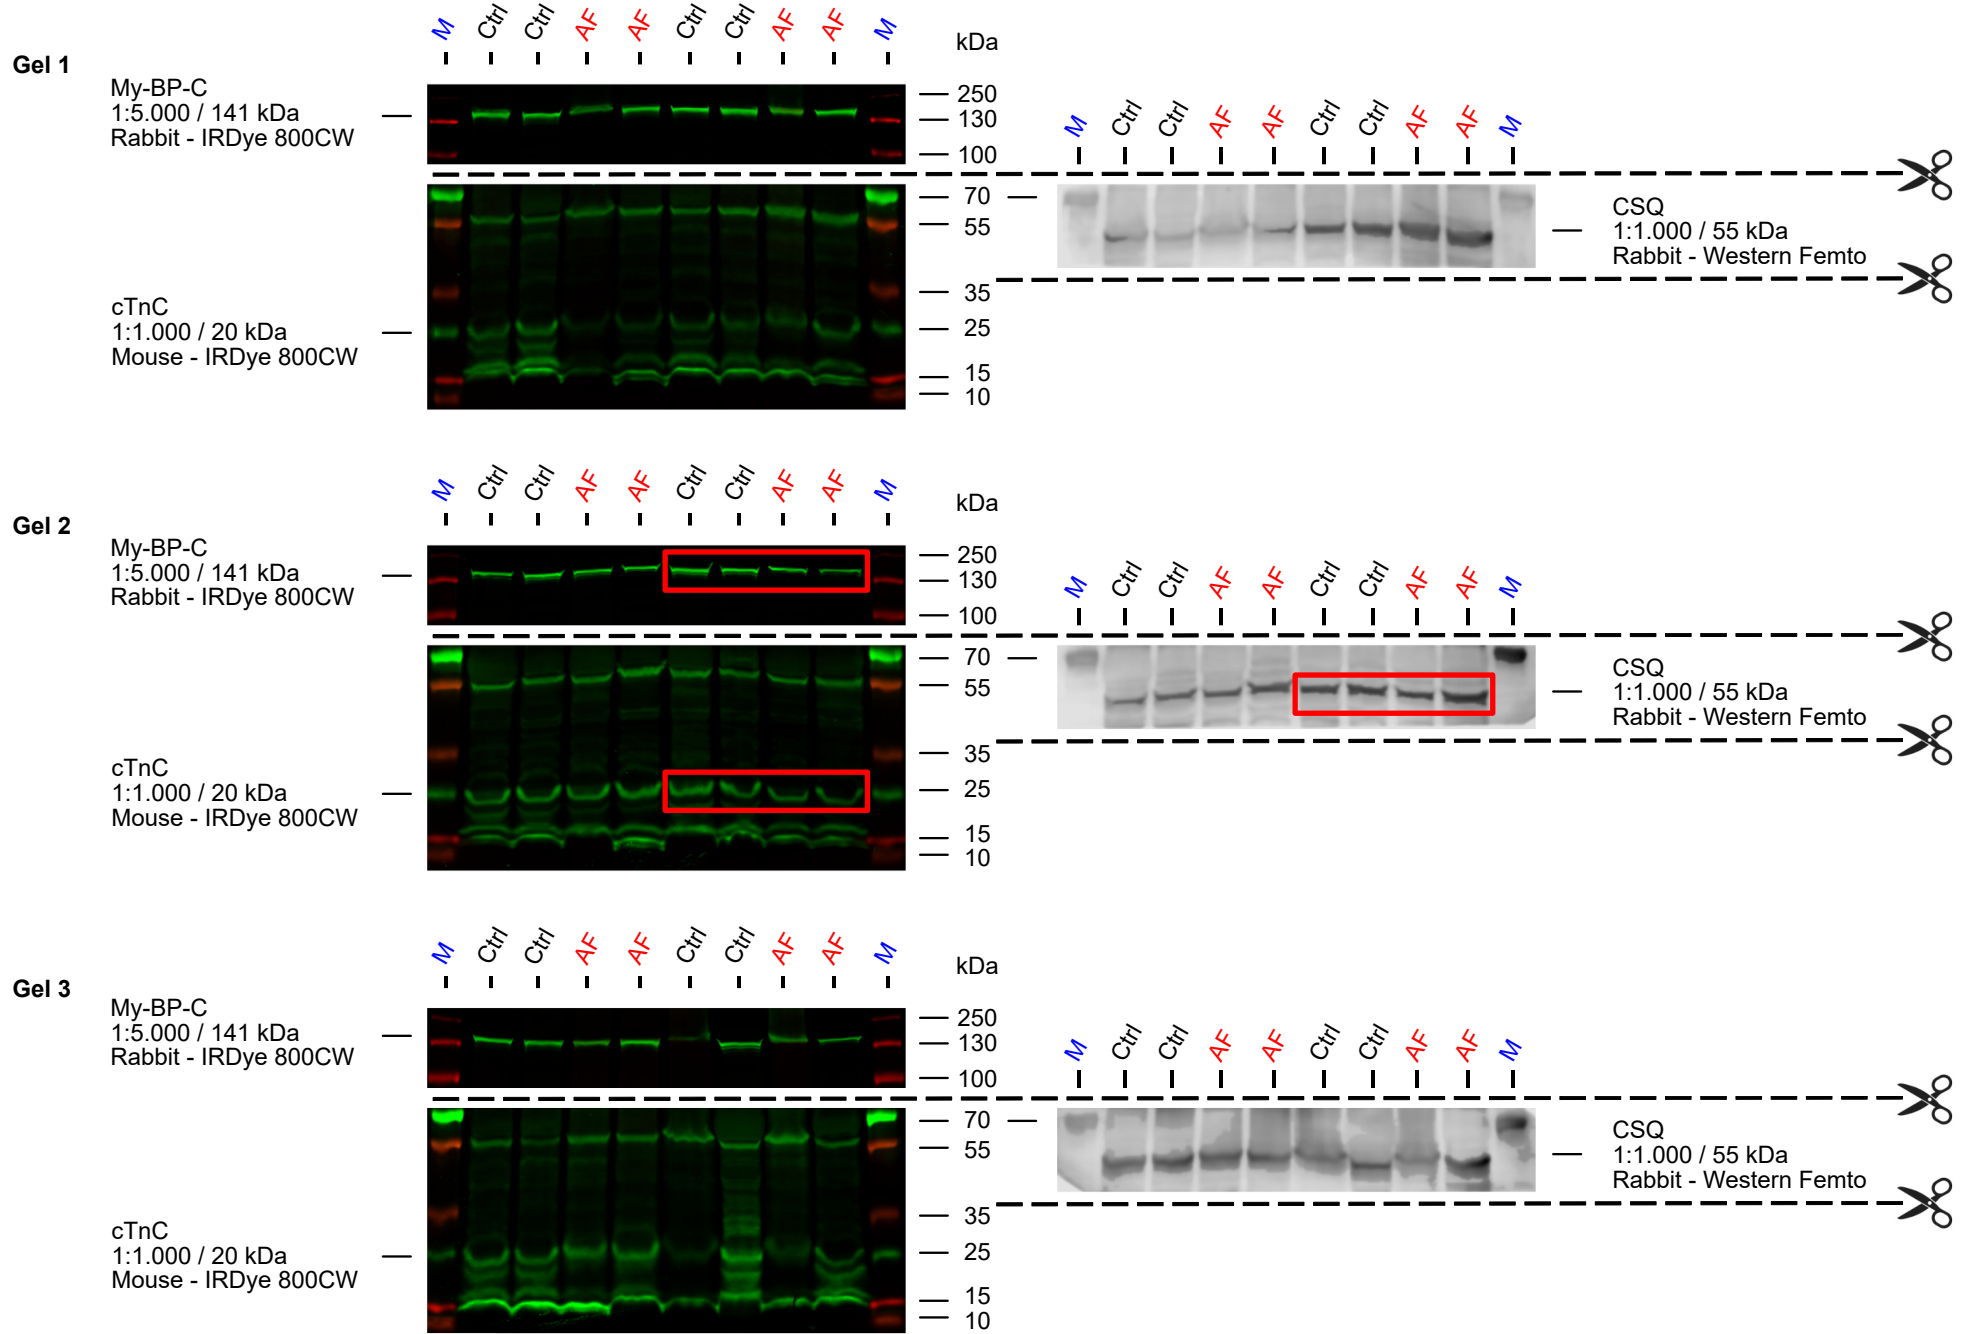 M Ctrl Ctrl AF AF Ctrl Ctrl AF AF M
kDa
Gel 1
My-BP-C
1:5.000 / 141 kDa
Rabbit - IRDye 800CW
250
130
100
M Ctrl Ctrl AF AF Ctrl Ctrl AF AF M
70
55
35
25
15
10
CSQ
1:1.000 / 55 kDa
Rabbit - Western Femto
cTnC
1:1.000 / 20 kDa
Mouse - IRDye 800CW
M Ctrl Ctrl AF AF Ctrl Ctrl AF AF M
kDa
Gel 2
My-BP-C
1:5.000 / 141 kDa
Rabbit - IRDye 800CW
250
130
100
M Ctrl Ctrl AF AF Ctrl Ctrl AF AF M
70
55
35
25
15
10
CSQ
1:1.000 / 55 kDa
Rabbit - Western Femto
cTnC
1:1.000 / 20 kDa
Mouse - IRDye 800CW
M Ctrl Ctrl AF AF Ctrl Ctrl AF AF M
kDa
Gel 3
My-BP-C
1:5.000 / 141 kDa
Rabbit - IRDye 800CW
250
130
100
M Ctrl Ctrl AF AF Ctrl Ctrl AF AF M
70
55
35
25
15
10
CSQ
1:1.000 / 55 kDa
Rabbit - Western Femto
cTnC
1:1.000 / 20 kDa
Mouse - IRDye 800CW